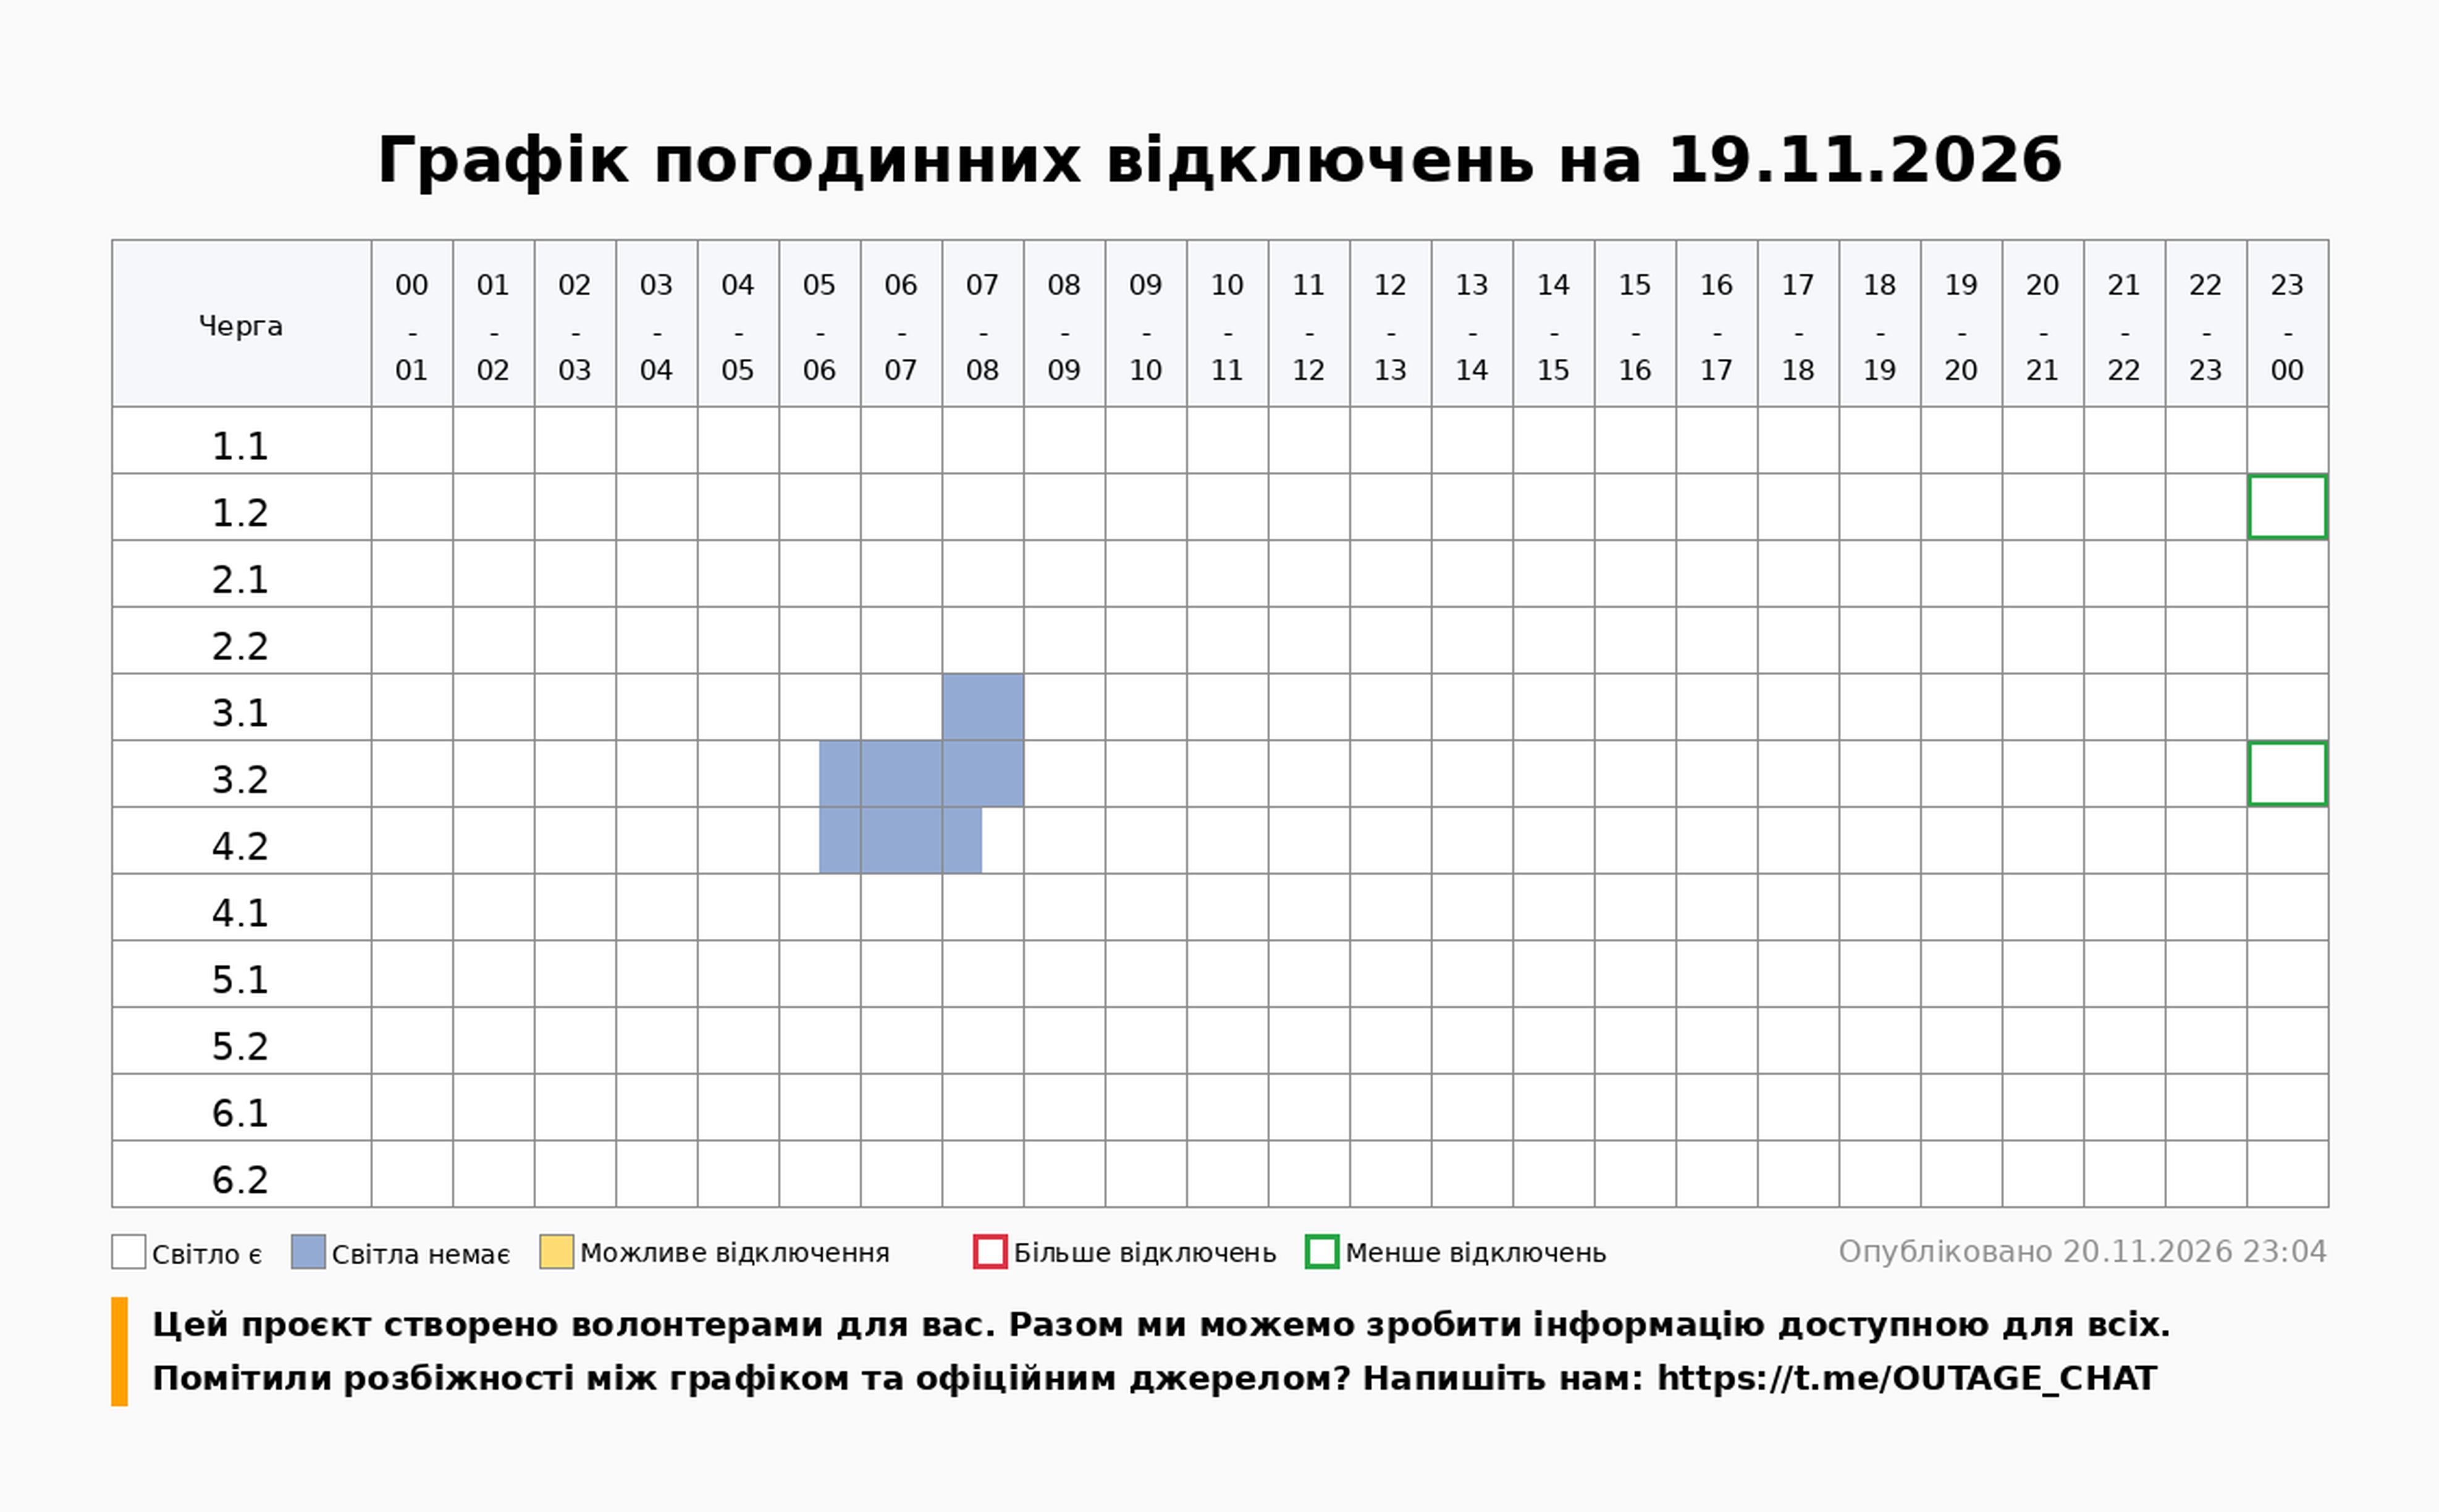 Графік погодинних відключень на 19.11.2026
Черга 00 - 01 01 - 02 02 - 03 03 - 04 04 - 05 05 - 06 06 - 07 07 - 08 08 - 09 09 - 10 10 - 11 11 - 12 12 - 13 13 - 14 14 - 15 15 - 16 16 - 17 17 - 18 18 - 19 19 - 20 20 - 21 21 - 22 22 - 23 23 - 00
1.1
1.2
2.1
2.2
3.1
3.2
4.2
4.1
5.1
5.2
6.1
6.2
Світло є Світла немає Можливе відключення Більше відключень Менше відключень Опубліковано 20.11.2026 23:04
Цей проєкт створено волонтерами для вас. Разом ми можемо зробити інформацію доступною для всіх.
Помітили розбіжності між графіком та офіційним джерелом? Напишіть нам: https://t.me/OUTAGE_CHAT